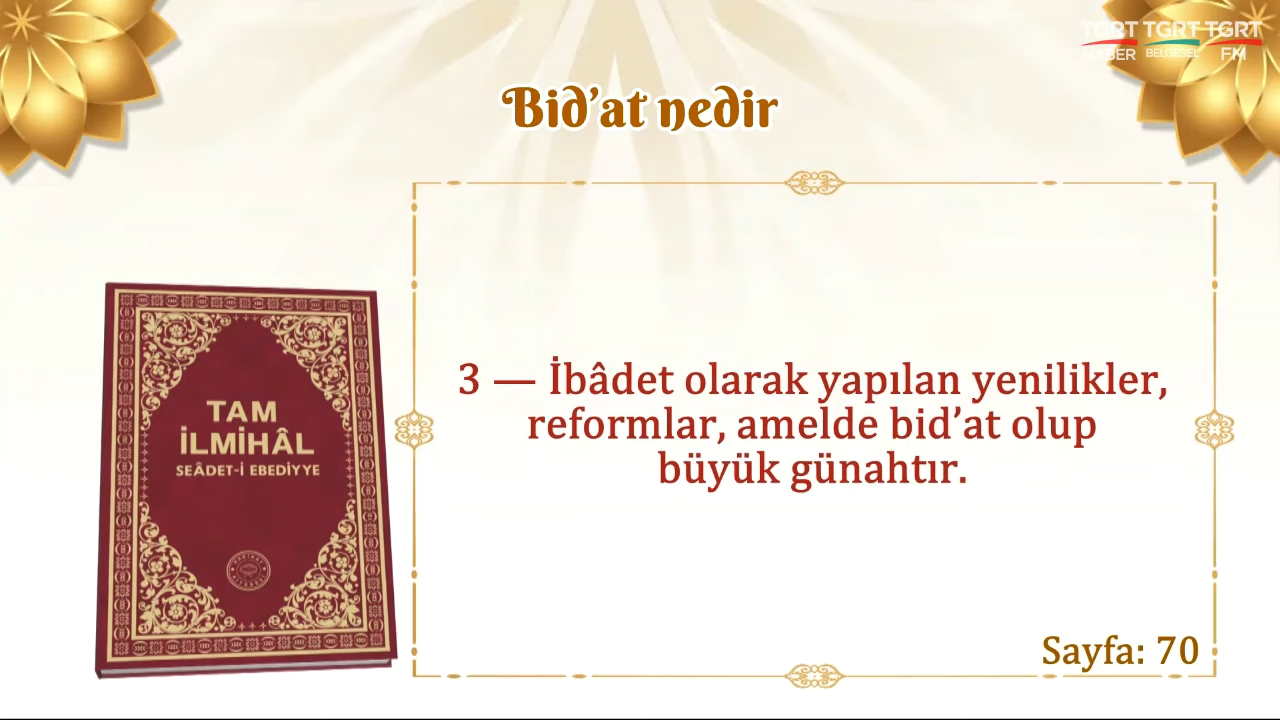 TGRT TGRT TGRT
HABER BELGESEL FM
Bid'at nedir
3 — İbâdet olarak yapılan yenilikler,
reformlar, amelde bid'at olup
büyük günahtır.
TAM
İLMİHÂL
SEÂDET-İ EBEDİYYE
Sayfa: 70